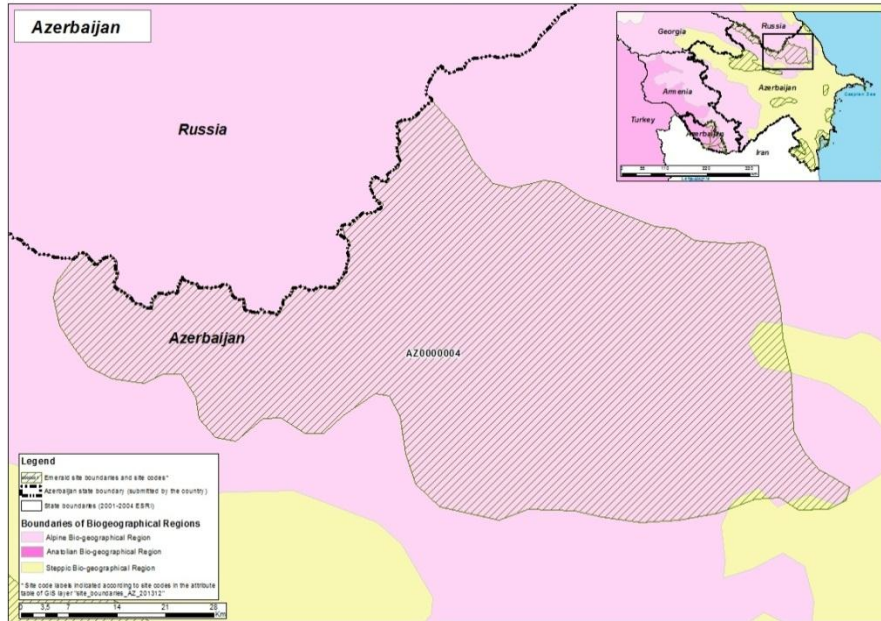 Azerbaijan
Russia
Azerbaijan
AZ0000004
Georgia
Russia
Armenia
Azerbaijan
Caspian Sea
Turkey
Azerbaijan
Iran
Legend
Emerald site boundaries and site codes*
Azerbaijan state boundary (submitted by the country)
State boundaries (2001-2004 ESRI)
Boundaries of Biogeographical Regions
Alpine Bio-geographical Region
Anatolian Bio-geographical Region
Steppic Bio-geographical Region
* Site code labels indicated according to site codes in the attribute
table of GIS layer "site_boundaries_AZ_201312"
0 3,5 7 14 21 28
Km